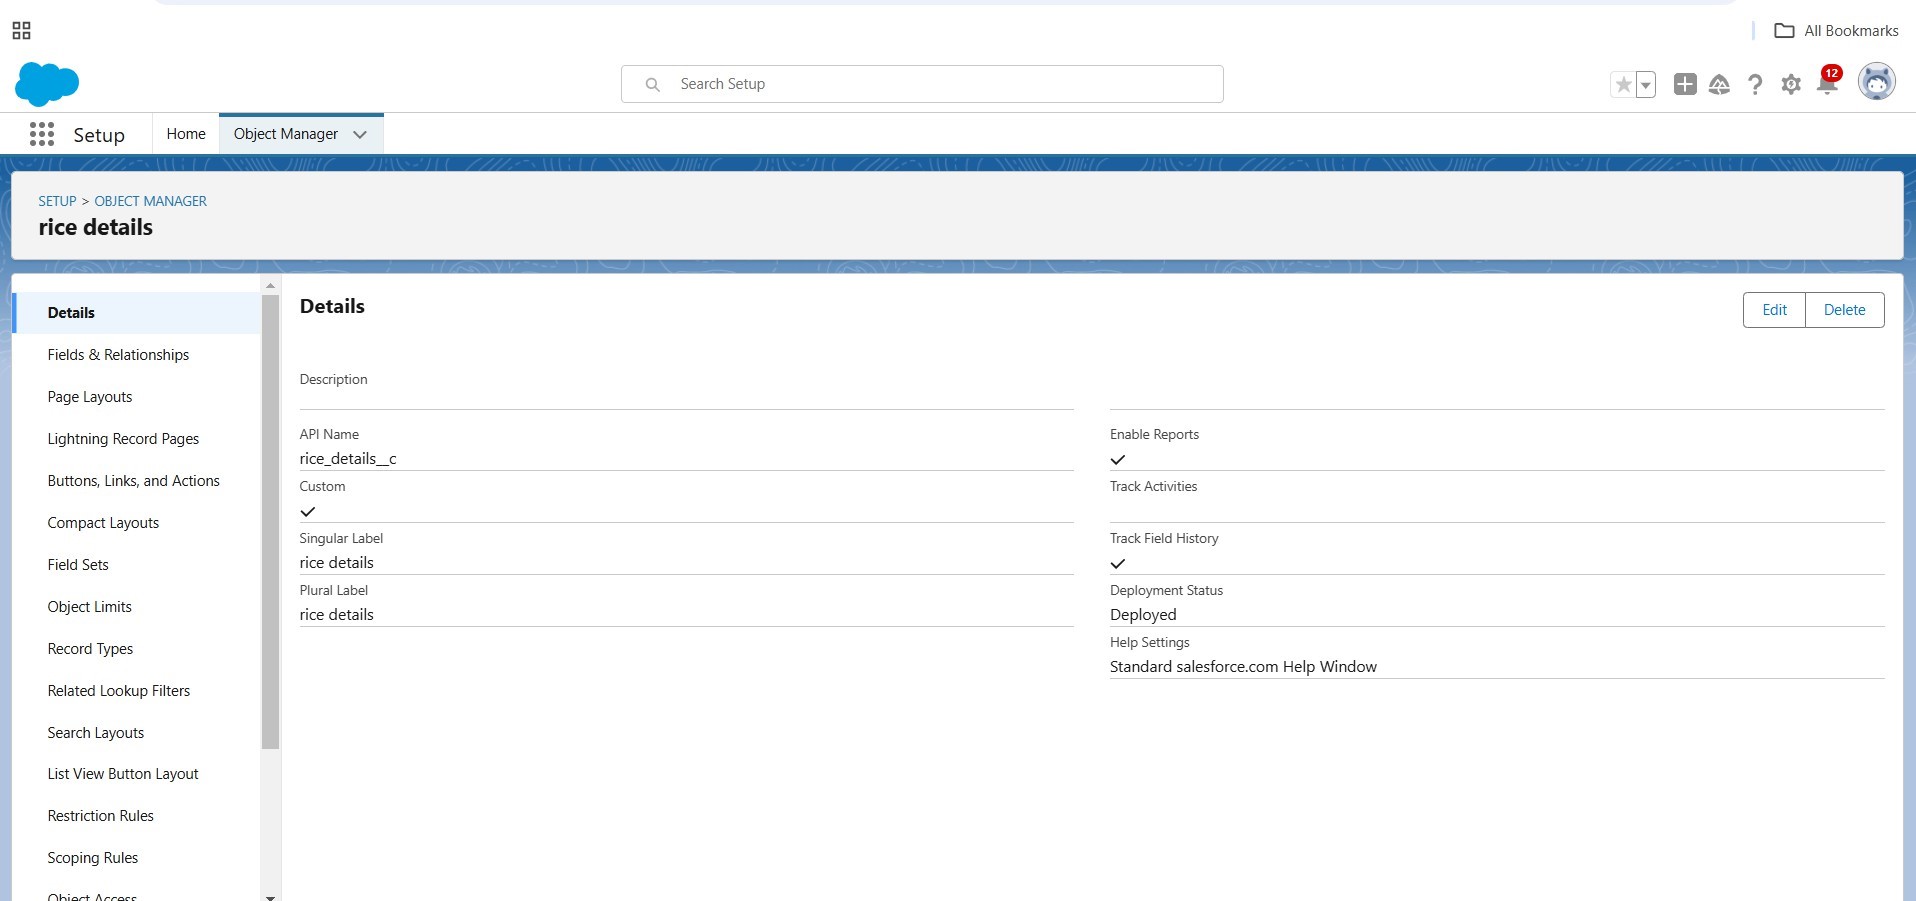 All Bookmarks
Search Setup
12
Setup
Home
Object Manager
SETUP > OBJECT MANAGER
rice details
Details
Fields & Relationships
Page Layouts
Lightning Record Pages
Buttons, Links, and Actions
Compact Layouts
Field Sets
Object Limits
Record Types
Related Lookup Filters
Search Layouts
List View Button Layout
Restriction Rules
Scoping Rules
Object Access
Details
Edit
Delete
Description
API Name
rice_details__c
Custom
Singular Label
rice details
Plural Label
rice details
Enable Reports
Track Activities
Track Field History
Deployment Status
Deployed
Help Settings
Standard salesforce.com Help Window